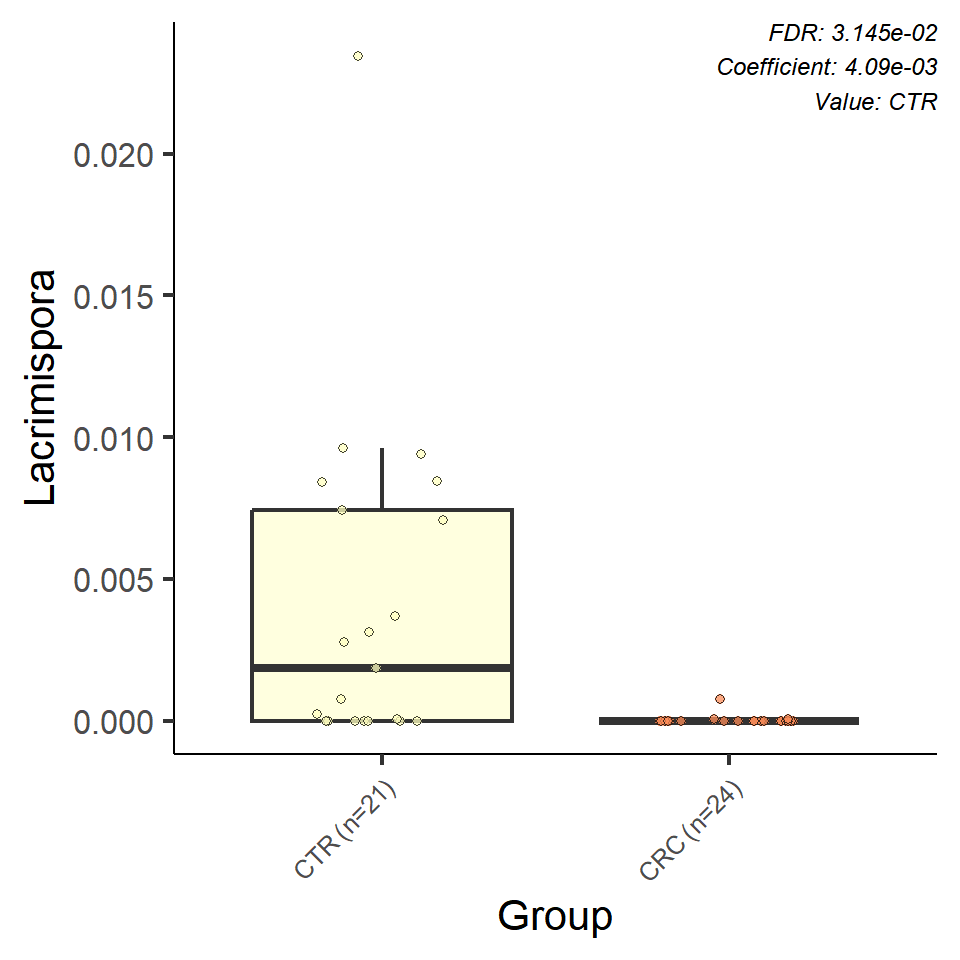 FDR: 3.145e-02
Coefficient: 4.09e-03
Value: CTR
Lacrimispora
0.020
0.015
0.010
0.005
0.000
CTR (n=21)
CRC (n=24)
Group